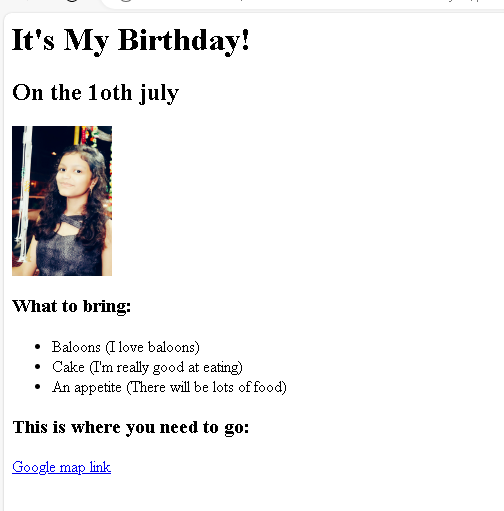 It's My Birthday!
On the 1oth july
What to bring:
Baloons (I love baloons)
Cake (I'm really good at eating)
An appetite (There will be lots of food)
This is where you need to go:
Google map link